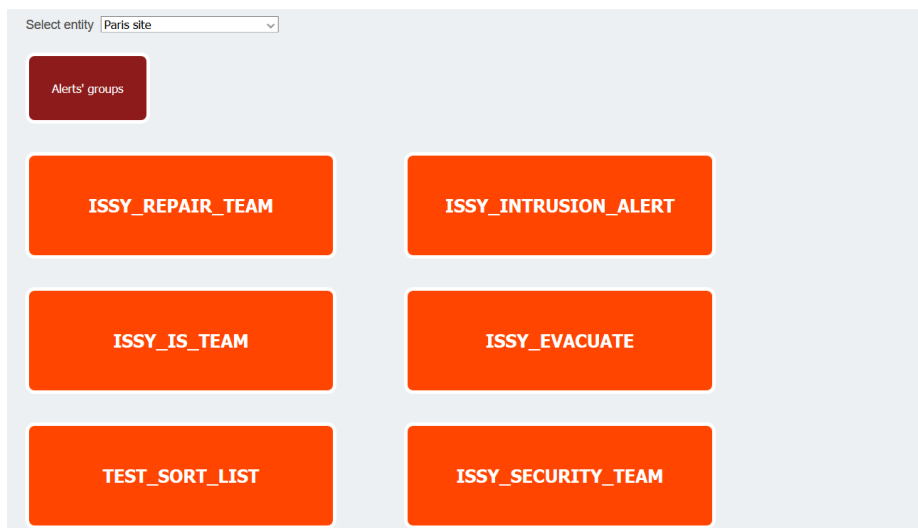 Select entity Paris site
Alerts' groups
ISSY_REPAIR_TEAM ISSY_INTRUSION_ALERT
ISSY_IS_TEAM ISSY_EVACUATE
TEST_SORT_LIST ISSY_SECURITY_TEAM